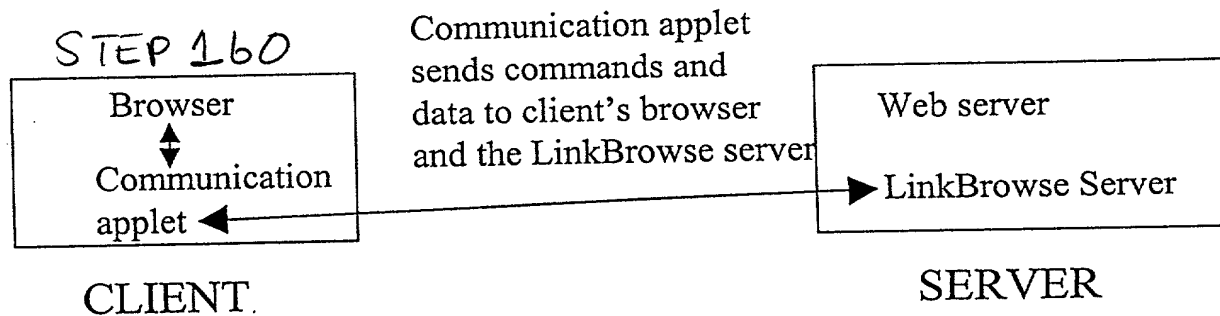 STEP 160
Browser
Communication
applet
Communication applet
sends commands and
data to client's browser
and the LinkBrowse server
Web server
LinkBrowse Server
CLIENT
SERVER